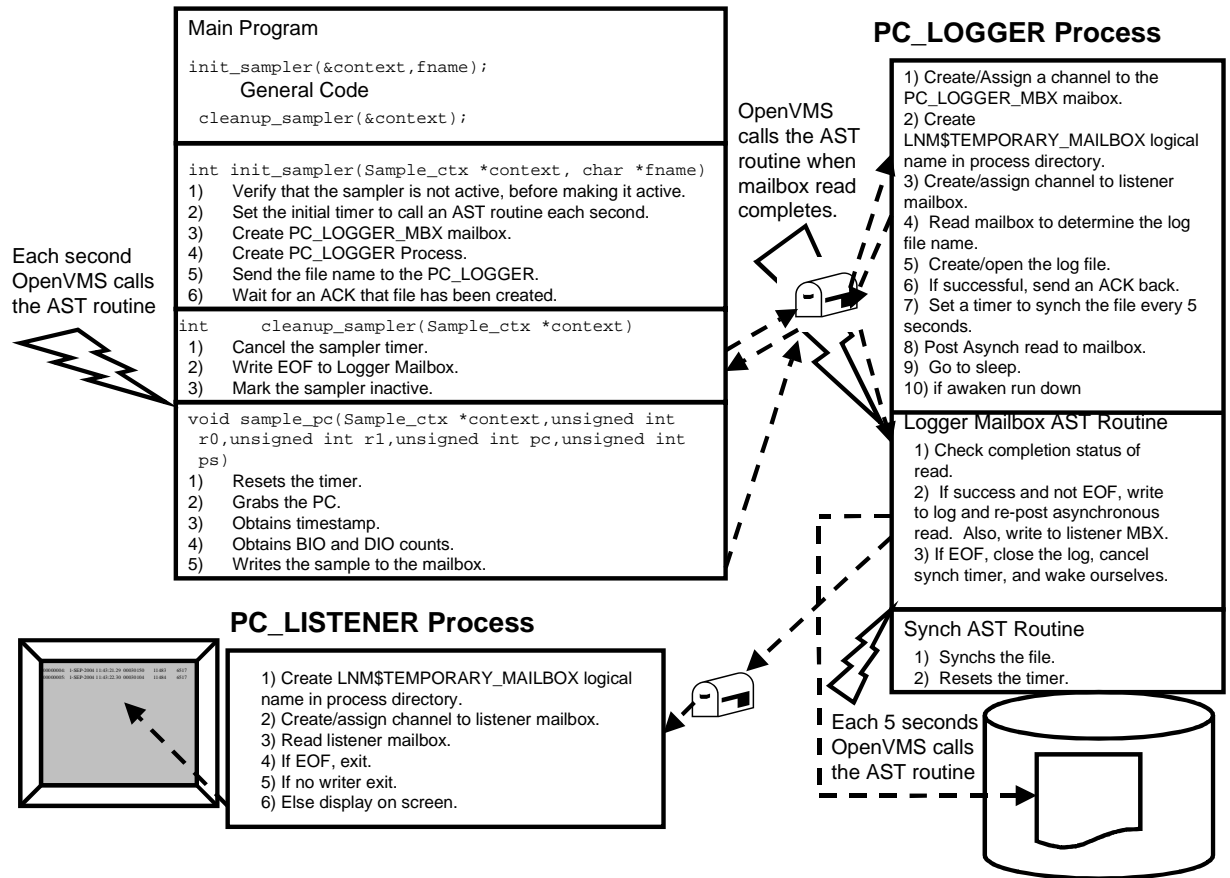 Main Program
init_sampler(&context,fname);
General Code
cleanup_sampler(&context);
int init_sampler(Sample_ctx *context, char *fname)
1) Verify that the sampler is not active, before making it active.
2) Set the initial timer to call an AST routine each second.
3) Create PC_LOGGER_MBX mailbox.
4) Create PC_LOGGER Process.
5) Send the file name to the PC_LOGGER.
6) Wait for an ACK that file has been created.
int cleanup_sampler(Sample_ctx *context)
1) Cancel the sampler timer.
2) Write EOF to Logger Mailbox.
3) Mark the sampler inactive.
void sample_pc(Sample_ctx *context,unsigned int
r0,unsigned int r1,unsigned int pc,unsigned int
ps)
1) Resets the timer.
2) Grabs the PC.
3) Obtains timestamp.
4) Obtains BIO and DIO counts.
5) Writes the sample to the mailbox.
Each second
OpenVMS calls
the AST routine
OpenVMS
calls the AST
routine when
mailbox read
completes.
PC_LOGGER Process
1) Create/Assign a channel to the
PC_LOGGER_MBX maibox.
2) Create
LNM$TEMPORARY_MAILBOX logical
name in process directory.
3) Create/assign channel to listener
mailbox.
4) Read mailbox to determine the log
file name.
5) Create/open the log file.
6) If successful, send an ACK back.
7) Set a timer to synch the file every 5
seconds.
8) Post Asynch read to mailbox.
9) Go to sleep.
10) if awaken run down
Logger Mailbox AST Routine
1) Check completion status of
read.
2) If success and not EOF, write
to log and re-post asynchronous
read. Also, write to listener MBX.
3) If EOF, close the log, cancel
synch timer, and wake ourselves.
Synch AST Routine
1) Synchs the file.
2) Resets the timer.
Each 5 seconds
OpenVMS calls
the AST routine
PC_LISTENER Process
1) Create LNM$TEMPORARY_MAILBOX logical
name in process directory.
2) Create/assign channel to listener mailbox.
3) Read listener mailbox.
4) If EOF, exit.
5) If no writer exit.
6) Else display on screen.